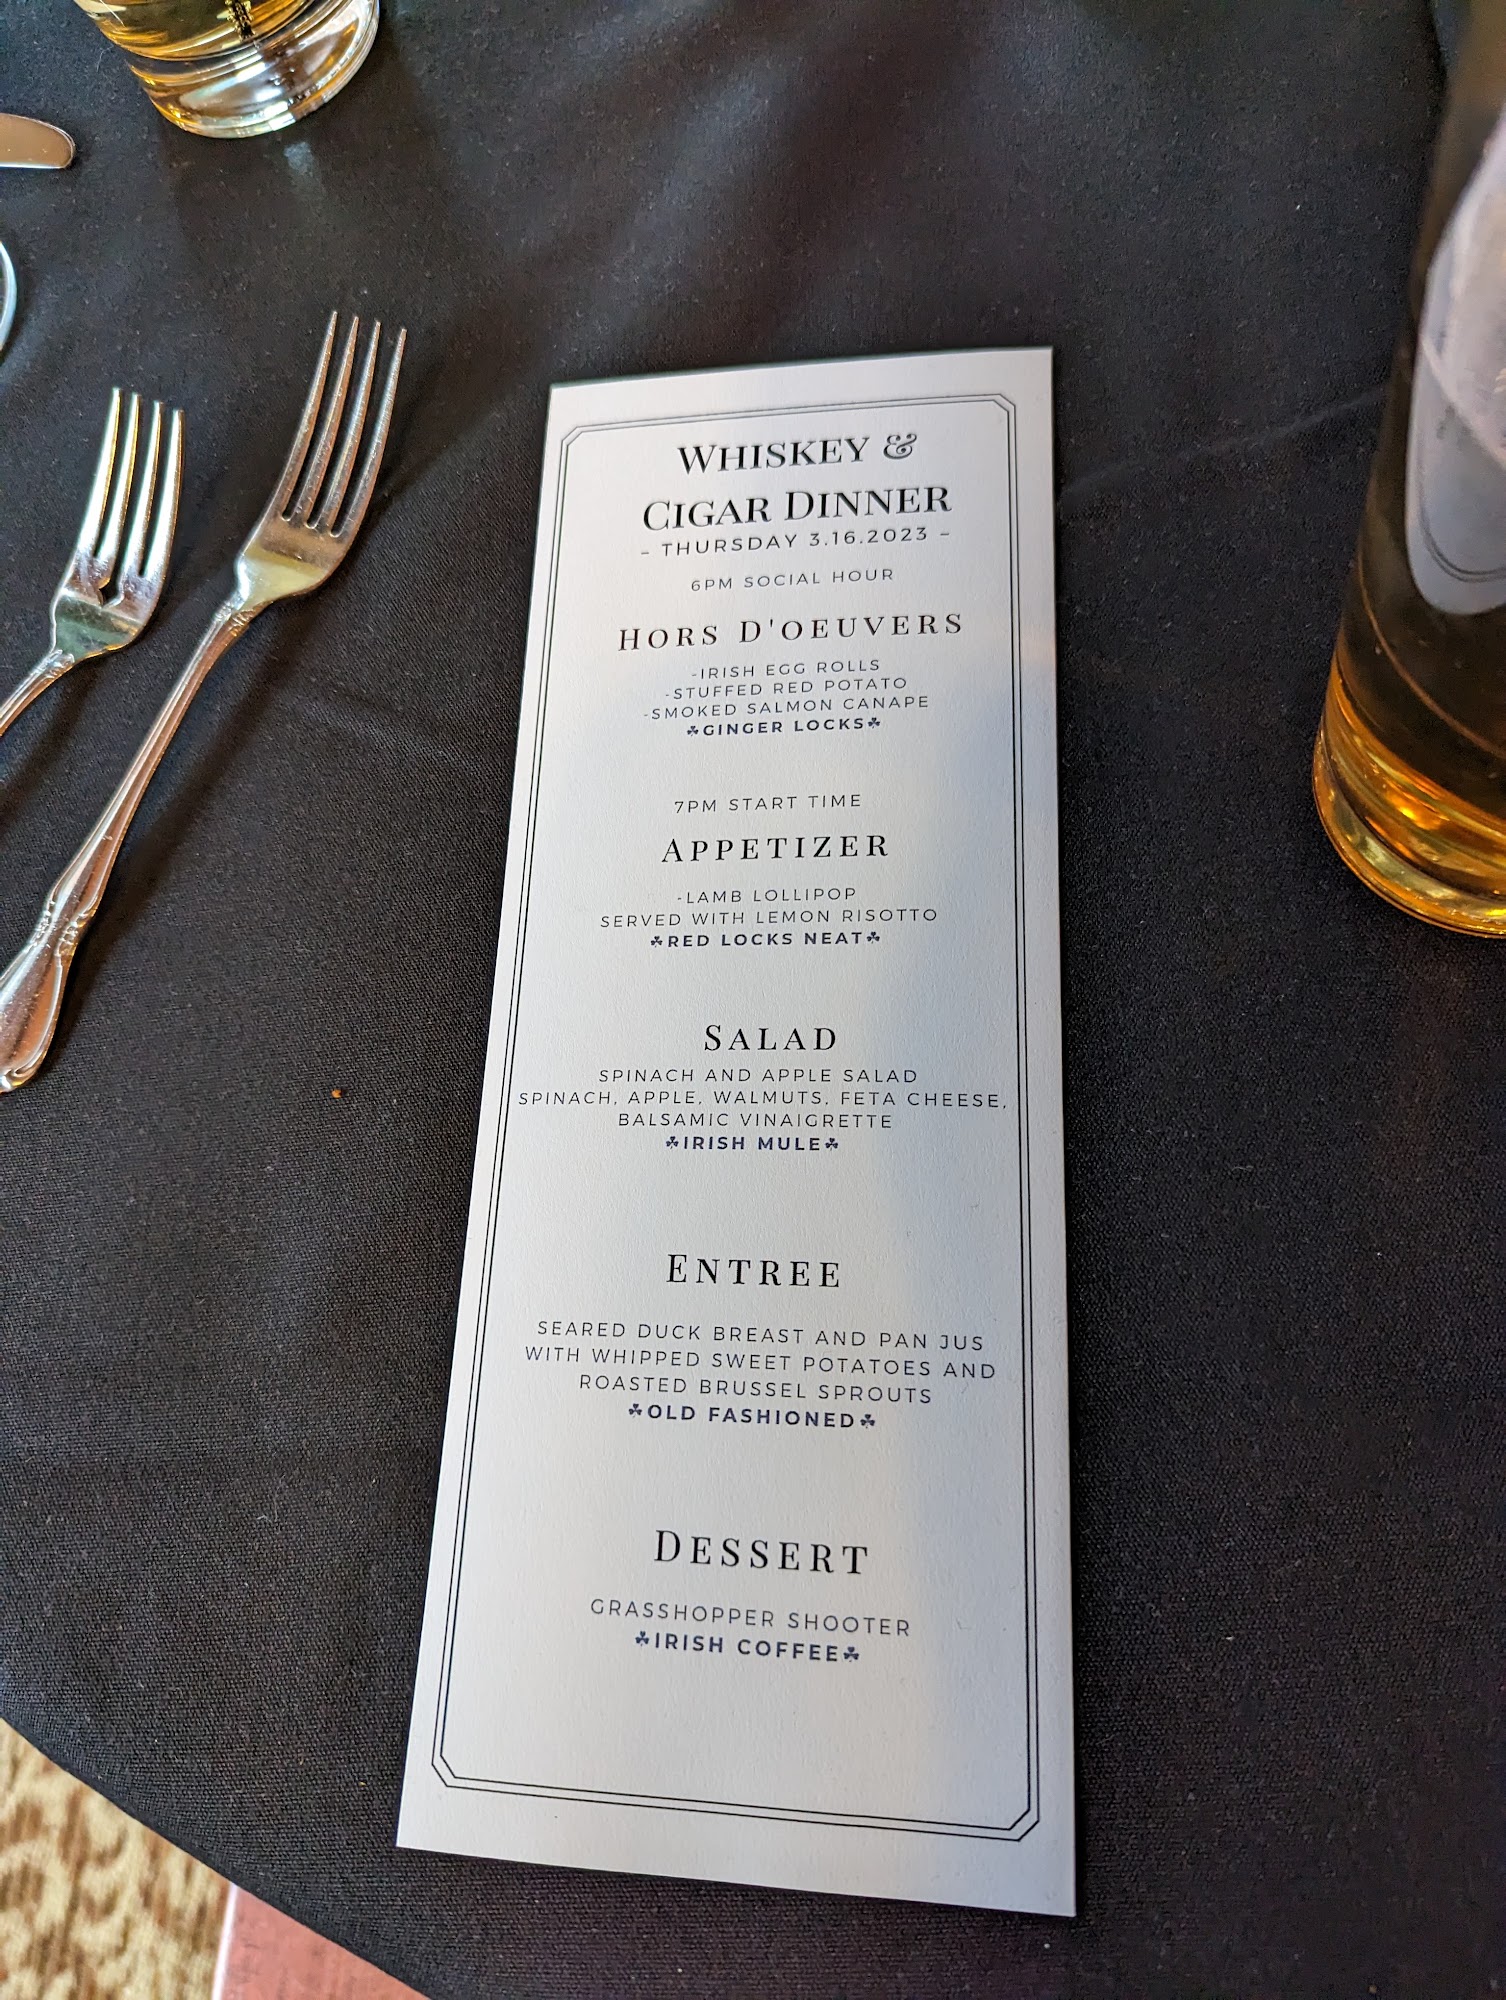 WHISKEY &
CIGAR DINNER
- THURSDAY 3.16.2023 -
6PM SOCIAL HOUR
HORS D'OEUVERS
-IRISH EGG ROLLS
-STUFFED RED POTATO
-SMOKED SALMON CANAPE
☘GINGER LOCKS☘
7PM START TIME
APPETIZER
-LAMB LOLLIPOP
SERVED WITH LEMON RISOTTO
☘RED LOCKS NEAT☘
SALAD
SPINACH AND APPLE SALAD
SPINACH, APPLE, WALMUTS, FETA CHEESE,
BALSAMIC VINAIGRETTE
☘IRISH MULE☘
ENTREE
SEARED DUCK BREAST AND PAN JUS
WITH WHIPPED SWEET POTATOES AND
ROASTED BRUSSEL SPROUTS
☘OLD FASHIONED☘
DESSERT
GRASSHOPPER SHOOTER
☘IRISH COFFEE☘